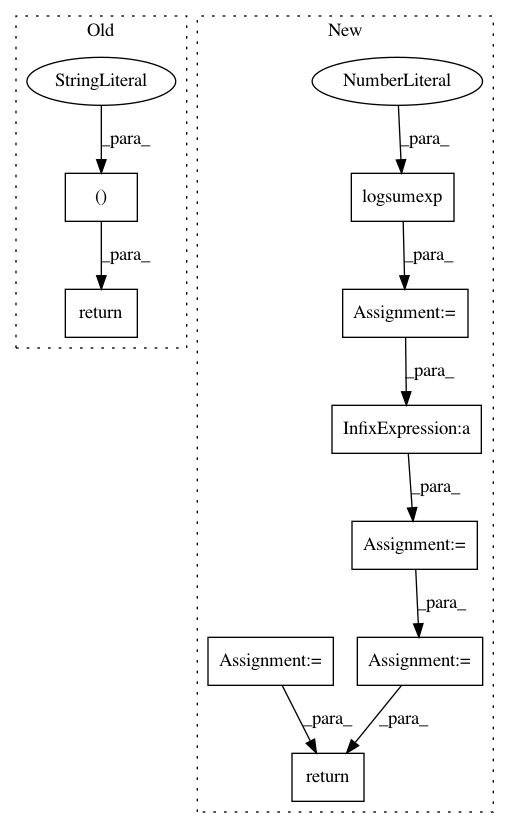 Old
New
StringLiteral
NumberLiteral
_para_
_para_
()
logsumexp
_para_
_para_
return
Assignment:=
_para_
InfixExpression:a
_para_
Assignment:=
_para_
Assignment:=
Assignment:=
_para_
_para_
return